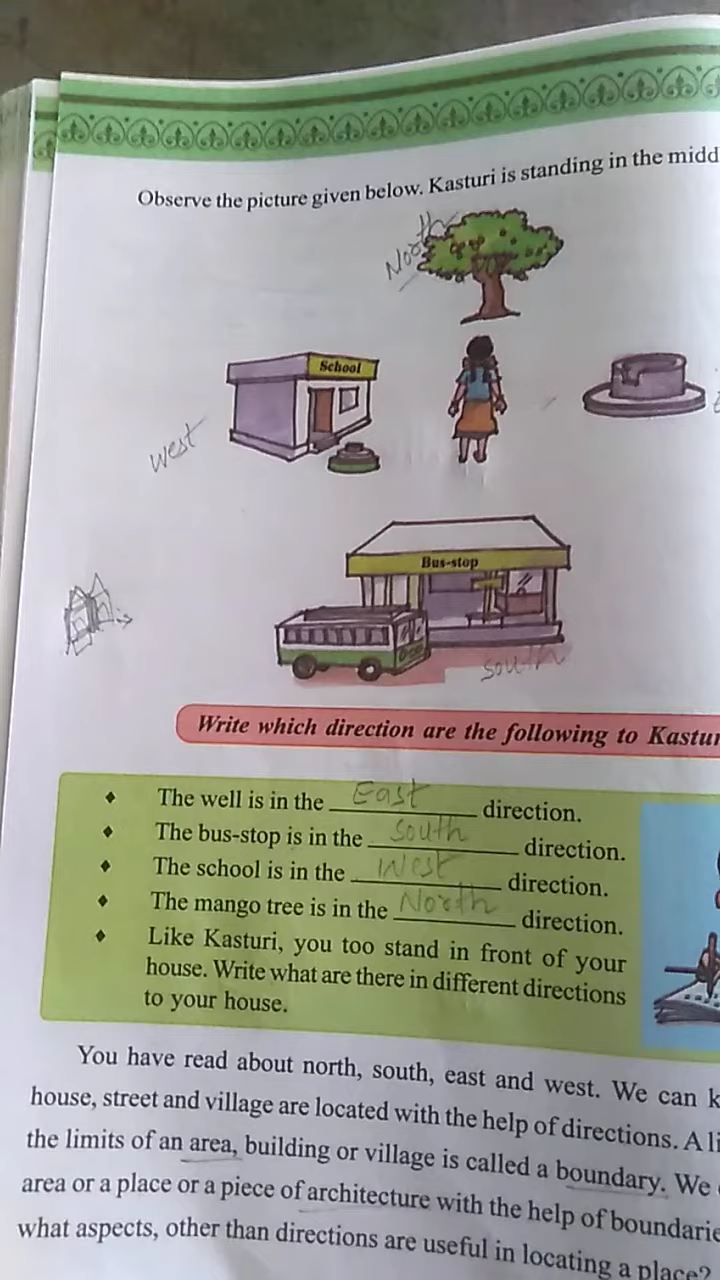 Observe the picture given below. Kasturi is standing in the midd
North
School
west
Bus-stop
south
Write which direction are the following to Kastur
♦ The well is in the East direction.
♦ The bus-stop is in the south direction.
♦ The school is in the West direction.
♦ The mango tree is in the North direction.
♦ Like Kasturi, you too stand in front of your
house. Write what are there in different directions
to your house.
You have read about north, south, east and west. We can k
house, street and village are located with the help of directions. A li
the limits of an area, building or village is called a boundary. We
area or a place or a piece of architecture with the help of boundarie
what aspects, other than directions are useful in locating a place?